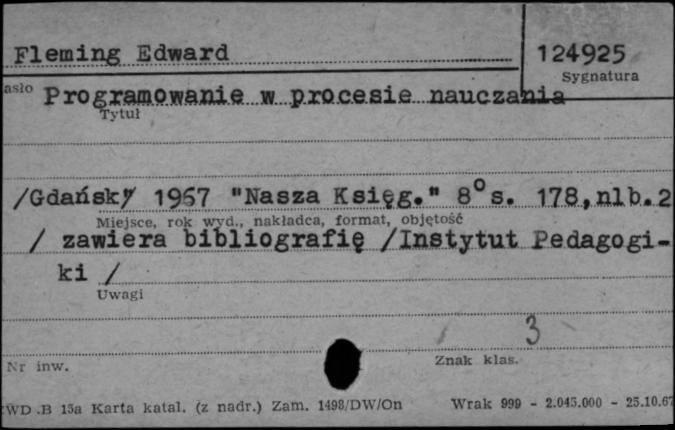 Fleming Edward 124925
asło Sygnatura
Programowanie w procesie nauczania
Tytuł
/Gdańsk/ 1967 "Nasza Księg." 8° s. 178, nlb. 2
Miejsce, rok wyd., nakładca, format, objętość
/ zawiera bibliografię /Instytut Pedagogi-
ki /
Uwagi
3
Nr inw. Znak klas.
WD .B 15a Karta katal. (z nadr.) Zam. 1498/DW/On Wrak 999 - 2.045.000 - 25.10.67